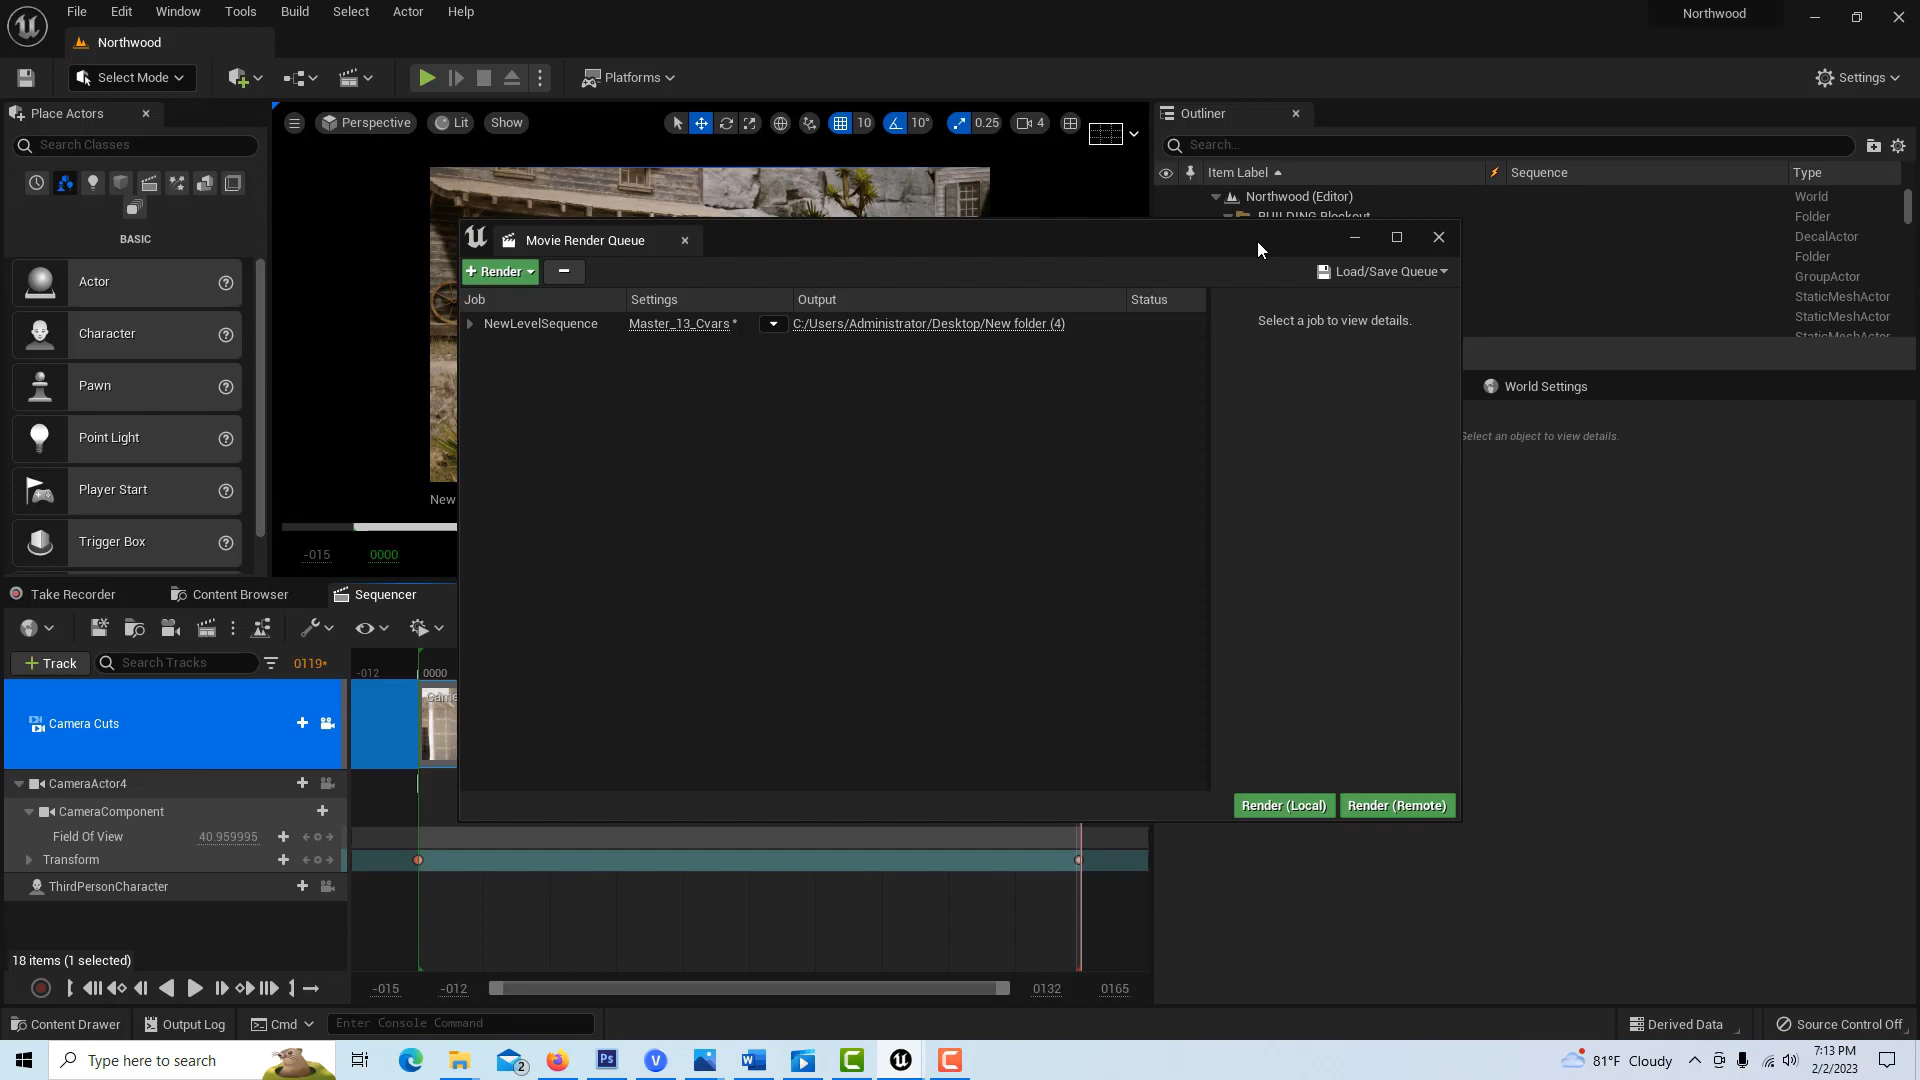 File Edit Window Tools Build Select Actor Help
Northwood
Northwood
Select Mode
Platforms
Settings
Place Actors
Search Classes
BASIC
Actor
Character
Pawn
Point Light
Player Start
Trigger Box
Perspective
Lit
Show
10
10°
0.25
4
Outliner
Search...
Item Label
Sequence
Type
Northwood (Editor)
World
BUILDING Blockout
Folder
DecalActor
Folder
GroupActor
StaticMeshActor
StaticMeshActor
StaticMeshActor
World Settings
Select an object to view details.
Movie Render Queue
Render
Load/Save Queue
Job Settings Output Status
NewLevelSequence Master_13_Cvars* C:/Users/Administrator/Desktop/New folder (4)
Select a job to view details.
Render (Local)
Render (Remote)
New
-015
0000
Take Recorder
Content Browser
Sequencer
Track
Search Tracks
0119*
-012
0000
Camera Cuts
CameraActor4
CameraComponent
Field Of View
40.959995
Transform
ThirdPersonCharacter
18 items (1 selected)
-015
-012
0132
0165
Content Drawer
Output Log
Cmd
Enter Console Command
Derived Data
Source Control Off
Type here to search
2
Ps
81°F Cloudy
7:13 PM
2/2/2023